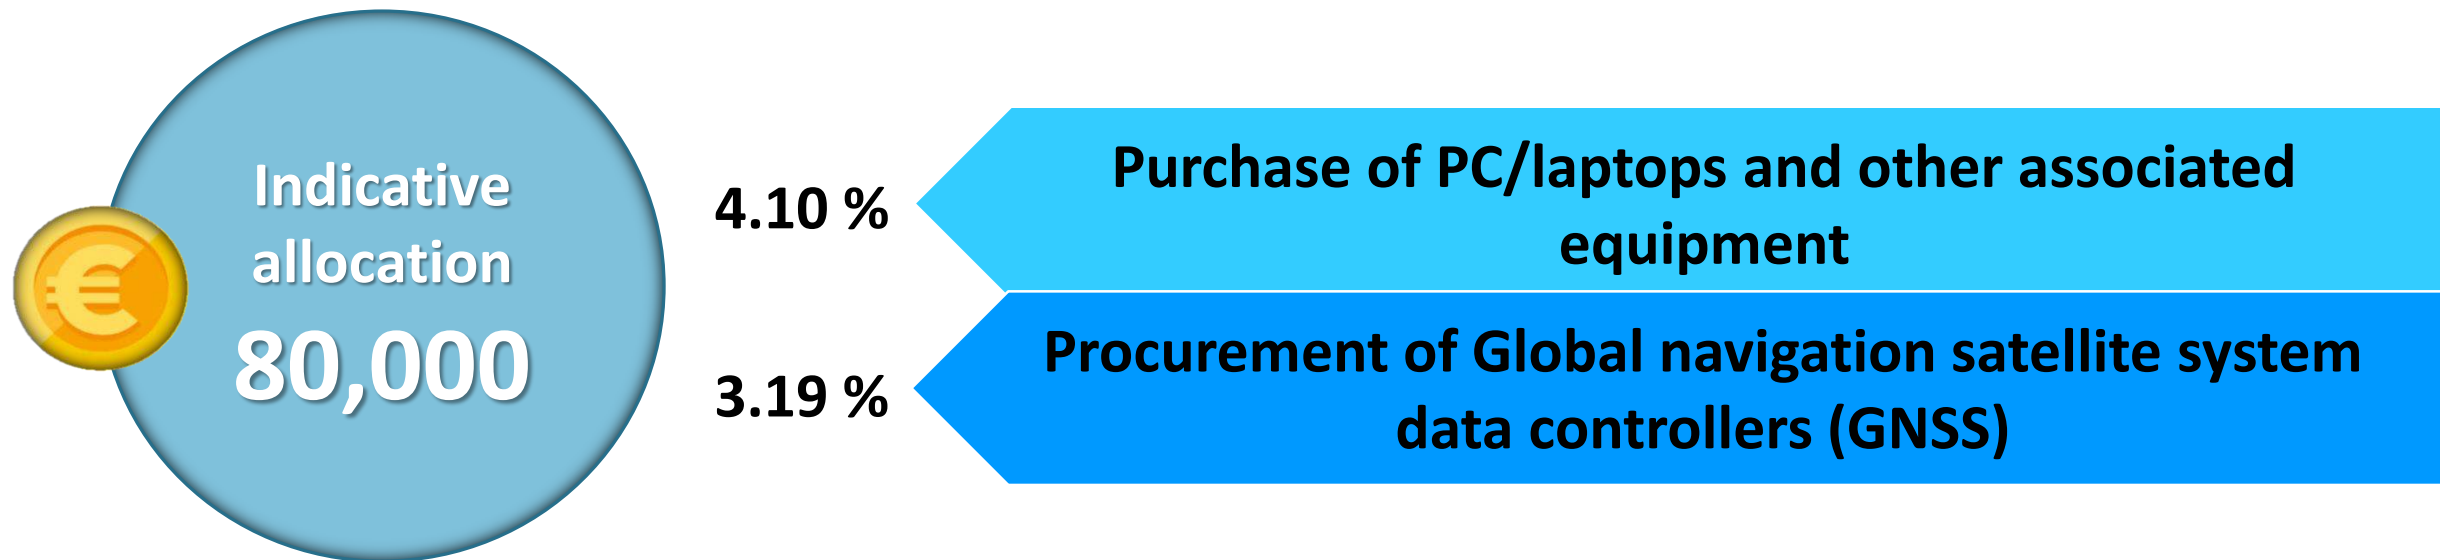 Indicative
allocation
80,000
4.10 %
Purchase of PC/laptops and other associated
equipment
3.19 %
Procurement of Global navigation satellite system
data controllers (GNSS)